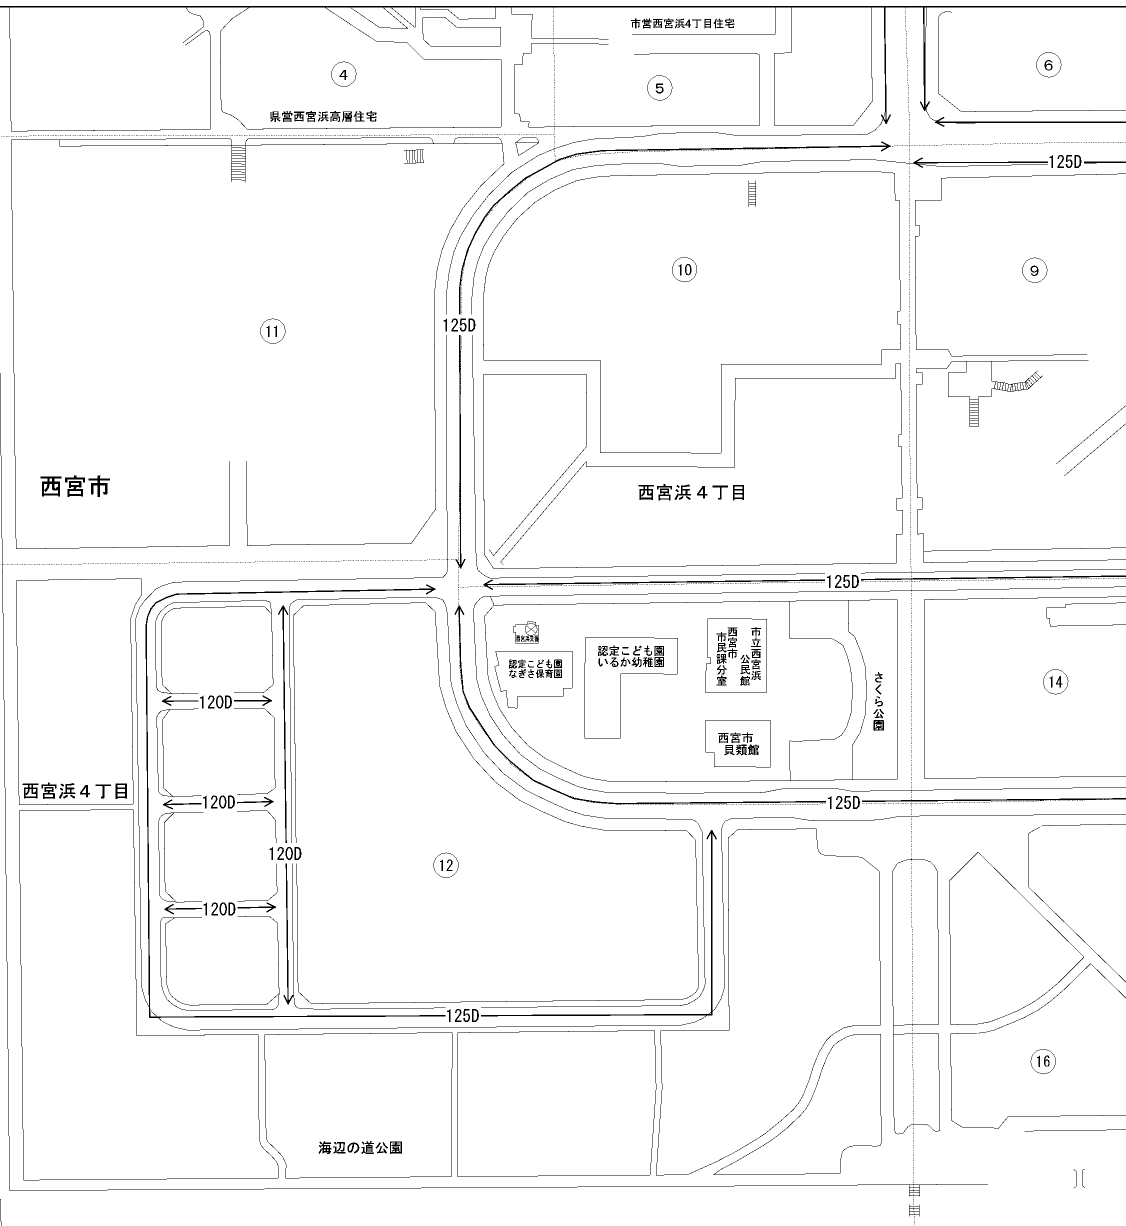 市営西宮浜4丁目住宅
4
5
6
県営西宮浜高層住宅
125D
10
9
11
125D
西宮市
西宮浜4丁目
125D
西宮浜交番
認定こども園
なぎさ保育園
認定こども園
いるか幼稚園
市立西宮浜
公民館
西宮市
市民課分室
さくら公園
14
120D
西宮市
貝類館
西宮浜4丁目
120D
125D
120D
12
120D
125D
16
海辺の道公園